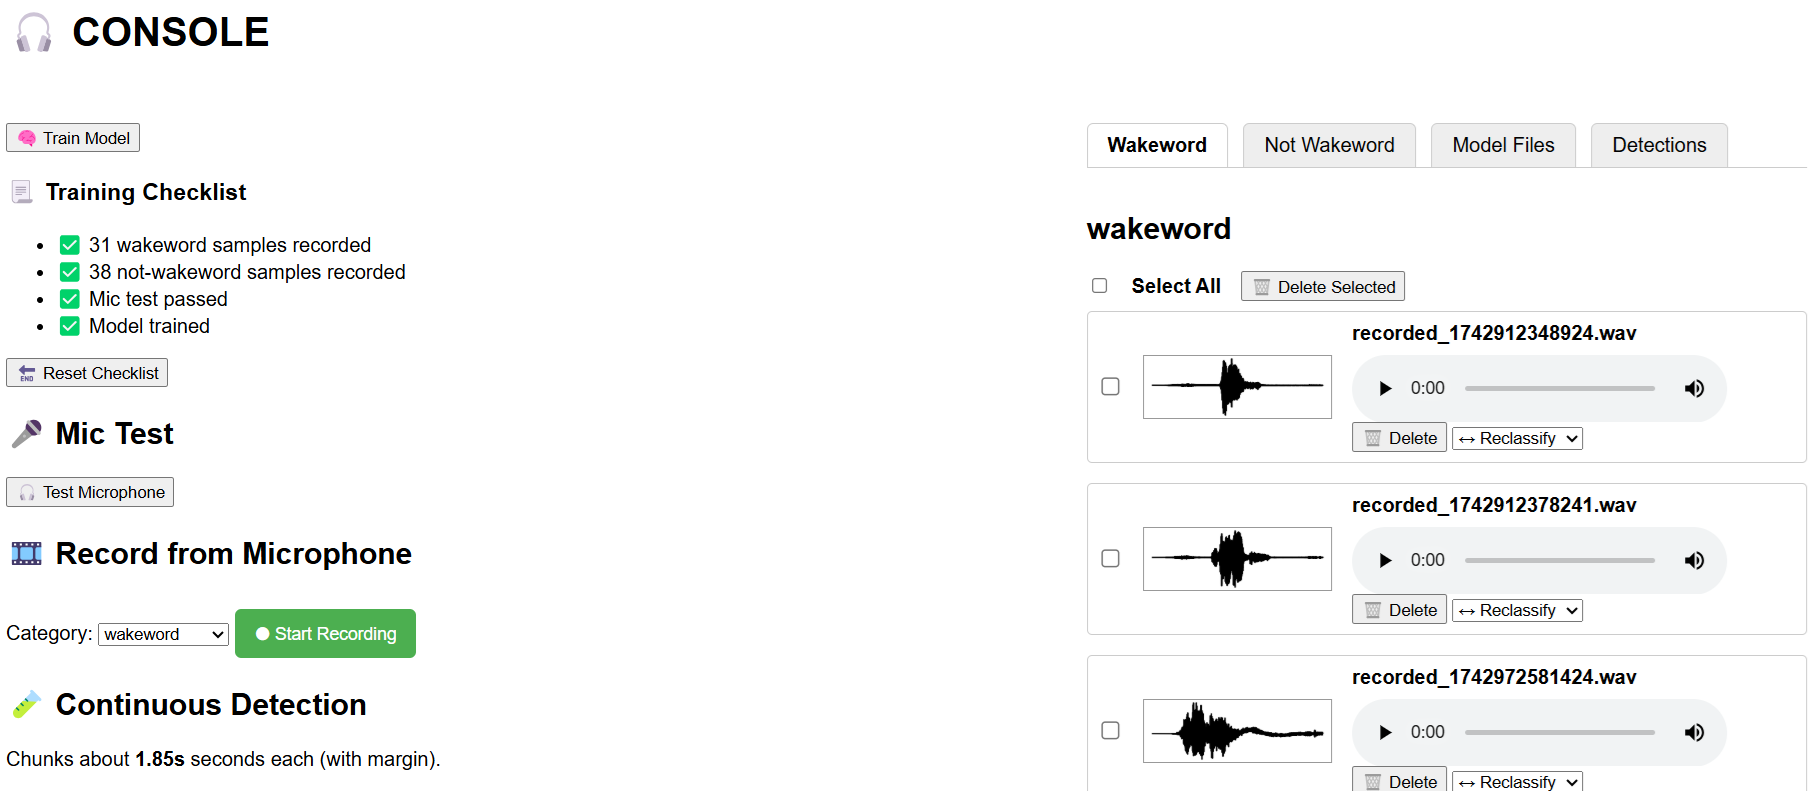 CONSOLE
Train Model
Training Checklist
31 wakeword samples recorded
38 not-wakeword samples recorded
Mic test passed
Model trained
END Reset Checklist
Mic Test
Test Microphone
Record from Microphone
Category: wakeword Start Recording
Continuous Detection
Chunks about 1.85s seconds each (with margin).
Wakeword Not Wakeword Model Files Detections
wakeword
Select All Delete Selected
recorded_1742912348924.wav
0:00
Delete ↔ Reclassify
recorded_1742912378241.wav
0:00
Delete ↔ Reclassify
recorded_1742972581424.wav
0:00
Delete ↔ Reclassify